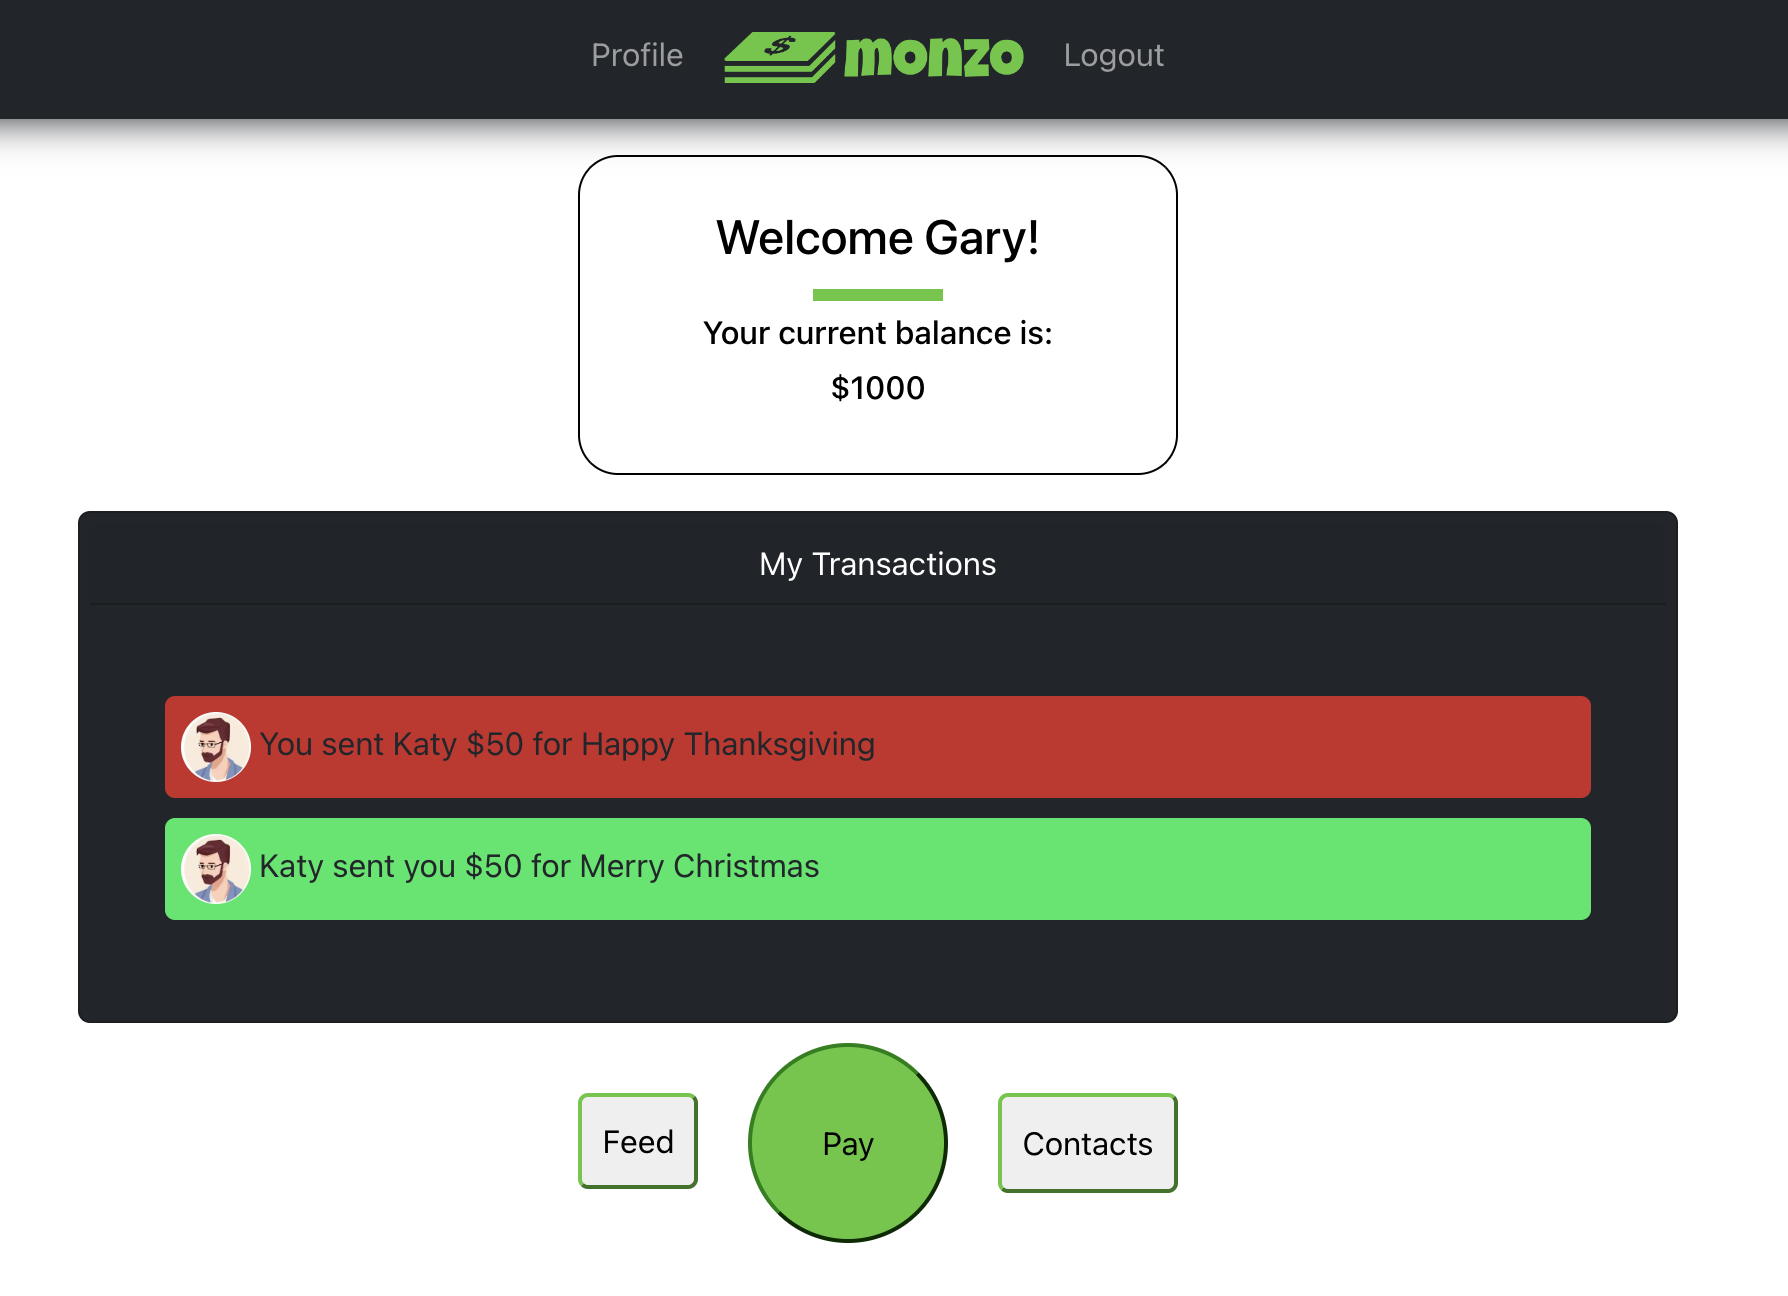 Profile
$ monzo
Logout
Welcome Gary!
Your current balance is:
$1000
My Transactions
You sent Katy $50 for Happy Thanksgiving
Katy sent you $50 for Merry Christmas
Feed
Pay
Contacts